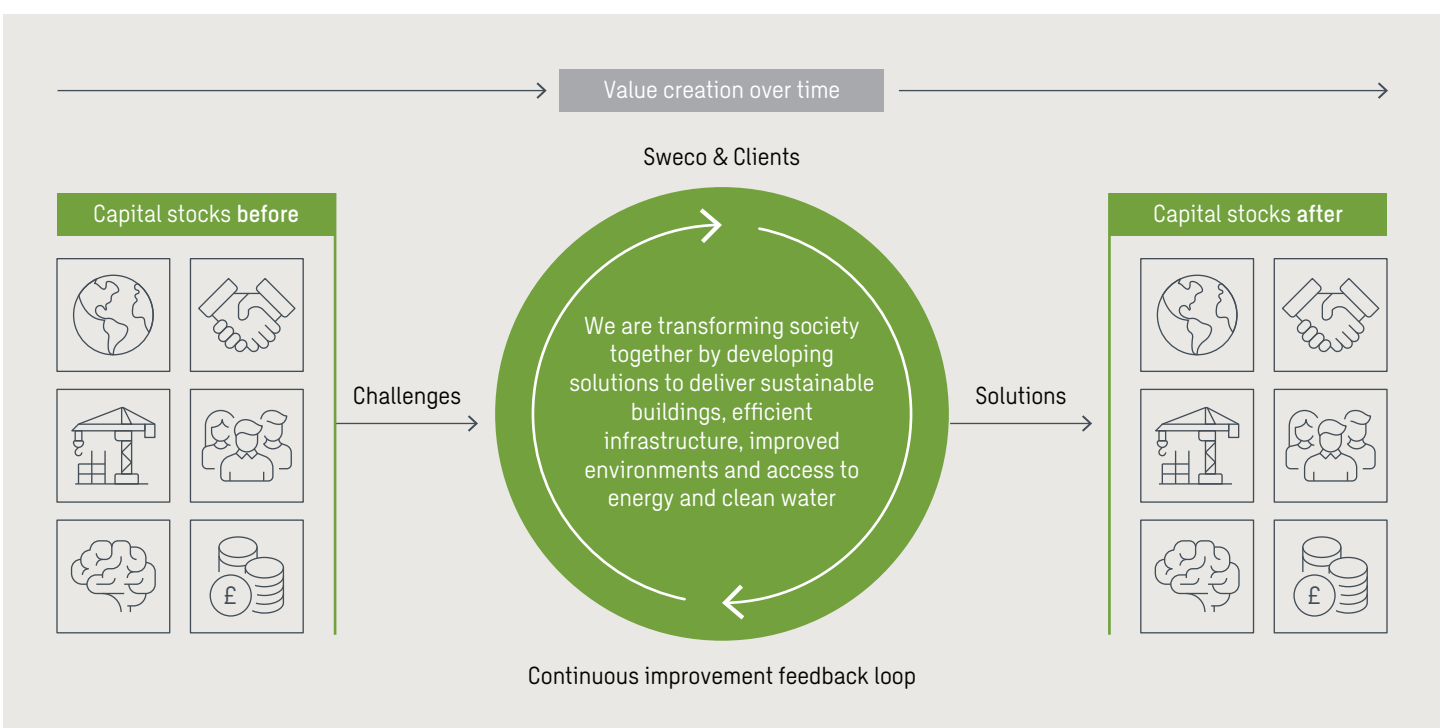 Value creation over time
Sweco & Clients
Capital stocks before
Challenges
We are transforming society
together by developing
solutions to deliver sustainable
buildings, efficient
infrastructure, improved
environments and access to
energy and clean water
Solutions
Capital stocks after
£
£
Continuous improvement feedback loop